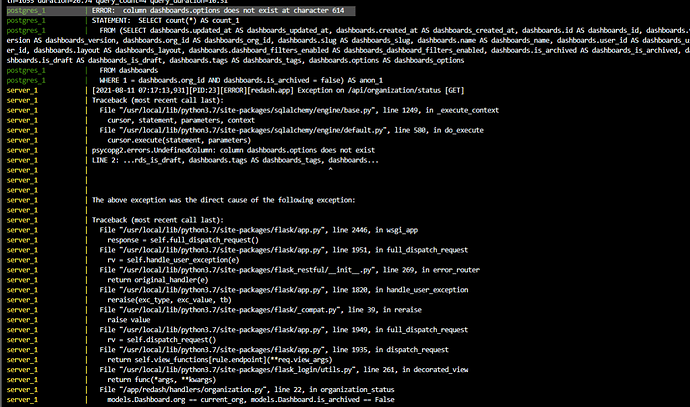 th=1655 duration=26.74 query_count=4 query_duration=16.31
postgres_1 | ERROR:  column dashboards.options does not exist at character 614
postgres_1 | STATEMENT:  SELECT count(*) AS count_1
postgres_1 | FROM (SELECT dashboards.updated_at AS dashboards_updated_at, dashboards.created_at AS dashboards_created_at, dashboards.id AS dashboards_id, dashboards.v
ersion AS dashboards_version, dashboards.org_id AS dashboards_org_id, dashboards.slug AS dashboards_slug, dashboards.name AS dashboards_name, dashboards.user_id AS dashboards_us
er_id, dashboards.layout AS dashboards_layout, dashboards.dashboard_filters_enabled AS dashboards_dashboard_filters_enabled, dashboards.is_archived AS dashboards_is_archived, da
shboards.is_draft AS dashboards_is_draft, dashboards.tags AS dashboards_tags, dashboards.options AS dashboards_options
postgres_1 | FROM dashboards
postgres_1 | WHERE 1 = dashboards.org_id AND dashboards.is_archived = false) AS anon_1
server_1 | [2021-08-11 07:17:13,931][PID:23][ERROR][redash.app] Exception on /api/organization/status [GET]
server_1 | Traceback (most recent call last):
server_1 | File "/usr/local/lib/python3.7/site-packages/sqlalchemy/engine/base.py", line 1249, in _execute_context
server_1 | cursor, statement, parameters, context
server_1 | File "/usr/local/lib/python3.7/site-packages/sqlalchemy/engine/default.py", line 580, in do_execute
server_1 | cursor.execute(statement, parameters)
server_1 | psycopg2.errors.UndefinedColumn: column dashboards.options does not exist
server_1 | LINE 2: ...rds_is_draft, dashboards.tags AS dashboards_tags, dashboards...
server_1 | ^
server_1 |
server_1 |
server_1 | The above exception was the direct cause of the following exception:
server_1 |
server_1 | Traceback (most recent call last):
server_1 | File "/usr/local/lib/python3.7/site-packages/flask/app.py", line 2446, in wsgi_app
server_1 | response = self.full_dispatch_request()
server_1 | File "/usr/local/lib/python3.7/site-packages/flask/app.py", line 1951, in full_dispatch_request
server_1 | rv = self.handle_user_exception(e)
server_1 | File "/usr/local/lib/python3.7/site-packages/flask_restful/__init__.py", line 269, in error_router
server_1 | return original_handler(e)
server_1 | File "/usr/local/lib/python3.7/site-packages/flask/app.py", line 1820, in handle_user_exception
server_1 | reraise(exc_type, exc_value, tb)
server_1 | File "/usr/local/lib/python3.7/site-packages/flask/_compat.py", line 39, in reraise
server_1 | raise value
server_1 | File "/usr/local/lib/python3.7/site-packages/flask/app.py", line 1949, in full_dispatch_request
server_1 | rv = self.dispatch_request()
server_1 | File "/usr/local/lib/python3.7/site-packages/flask/app.py", line 1935, in dispatch_request
server_1 | return self.view_functions[rule.endpoint](**req.view_args)
server_1 | File "/usr/local/lib/python3.7/site-packages/flask_login/utils.py", line 261, in decorated_view
server_1 | return func(*args, **kwargs)
server_1 | File "/app/redash/handlers/organization.py", line 22, in organization_status
server_1 | models.Dashboard.org == current_org, models.Dashboard.is_archived == False